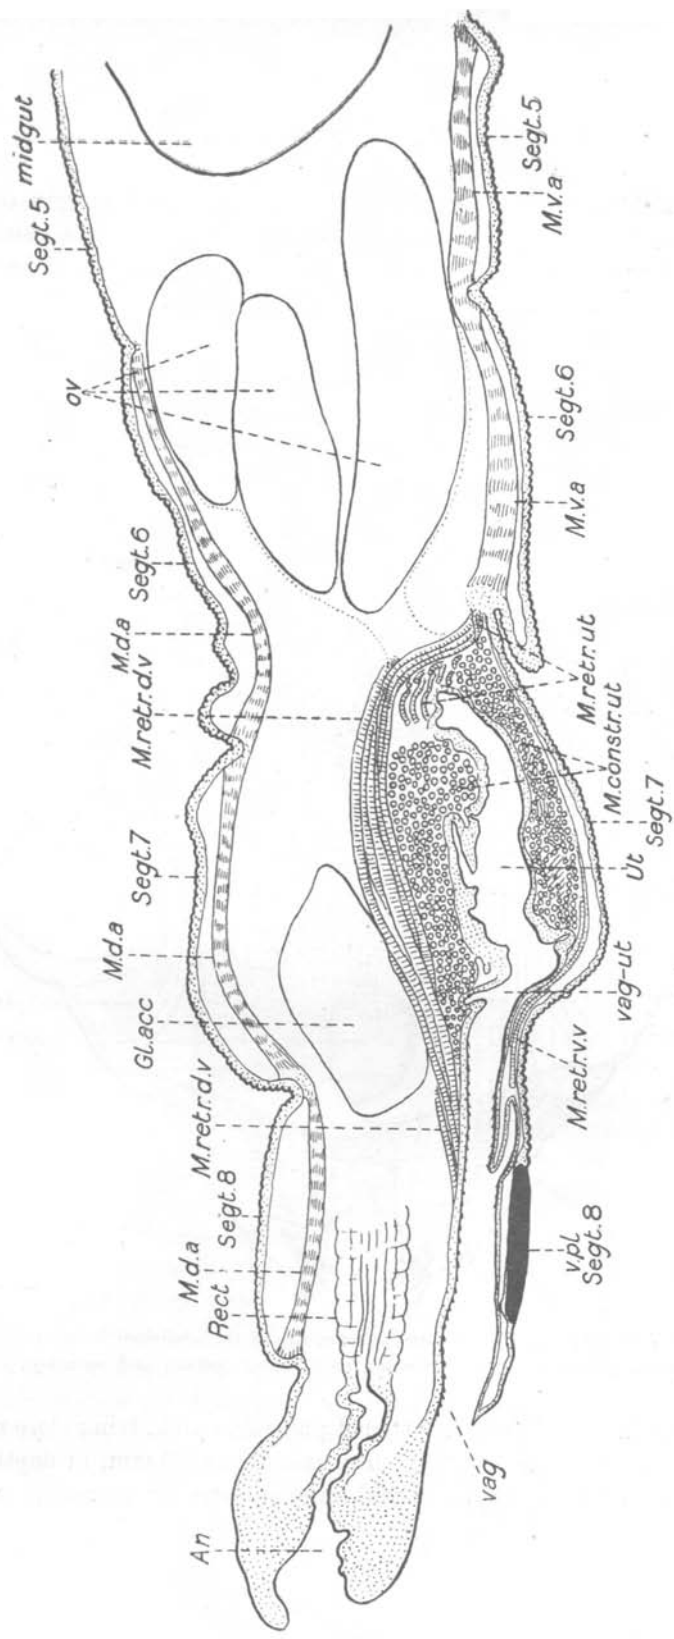 midgut
Segt.5
ov
Segt.6
M.d.a
M.retr.d.v
Segt.7
M.d.a
Gl.acc
M.retr.d.v
Segt.8
M.d.a
Rect
An
Segt.5
M.v.a
Segt.6
M.v.a
M.retr.ut
M.constr.ut
Segt.7
Ut
vag-ut
M.retr.v.v
v.pl
Segt.8
vag